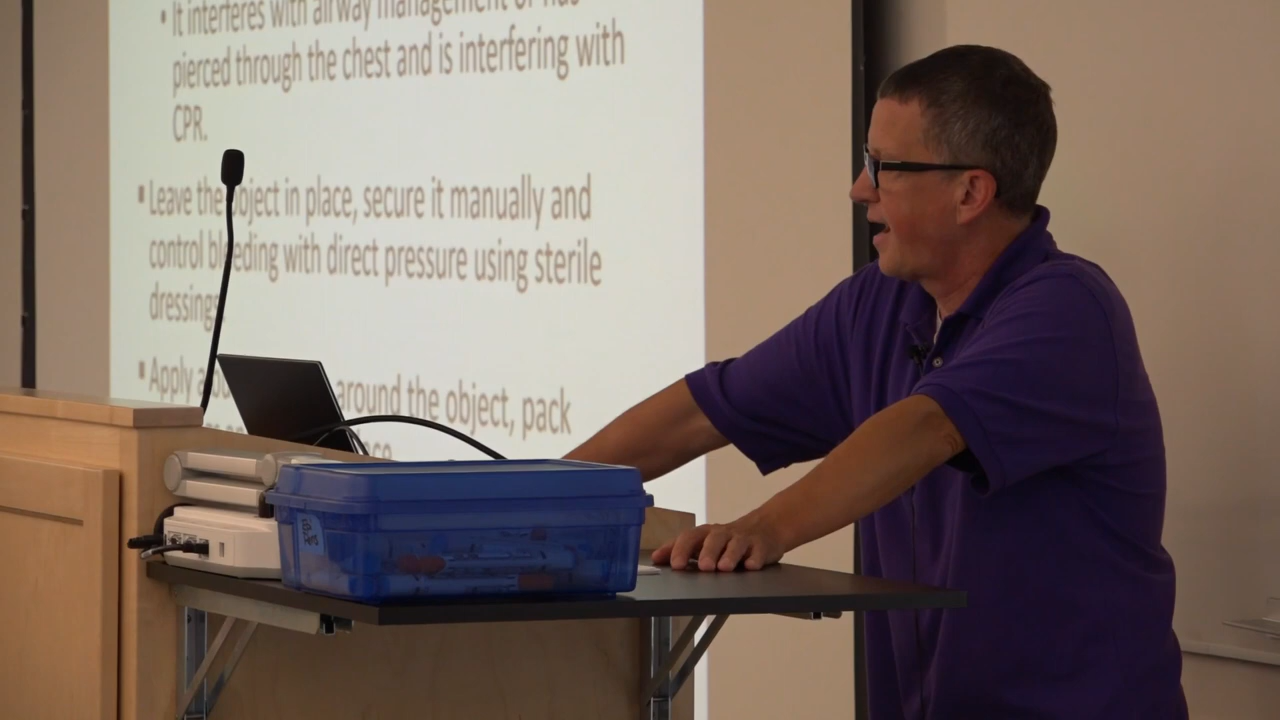 It interferes with airway management or has
pierced through the chest and is interfering with
CPR.
Leave the object in place, secure it manually and
control bleeding with direct pressure using sterile
dressings.
Apply around the object, pack